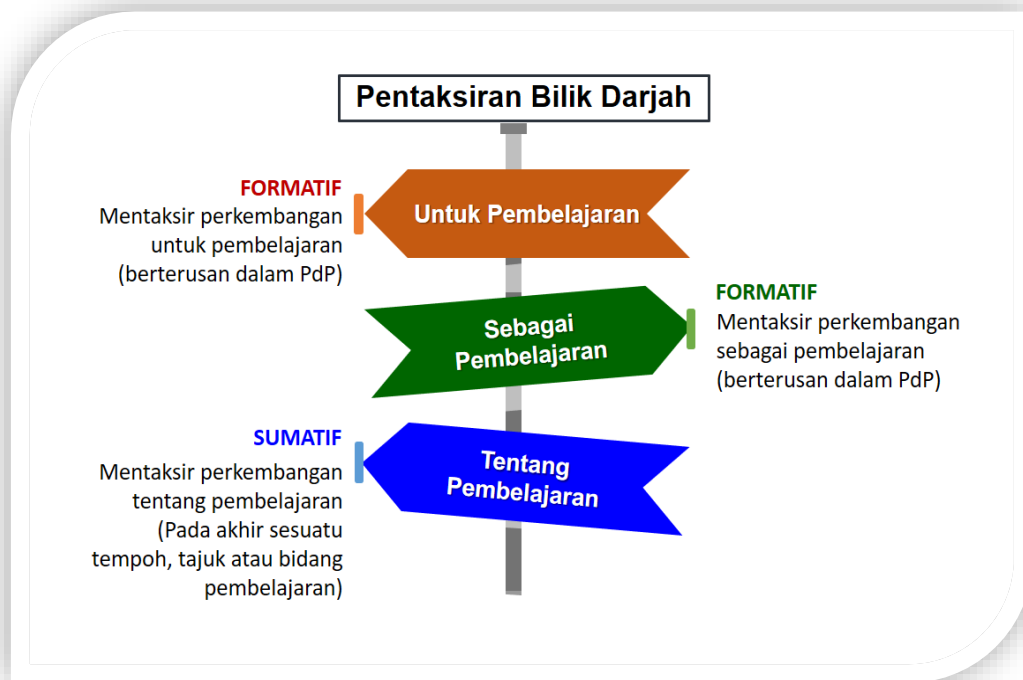 Pentaksiran Bilik Darjah
FORMATIF
Mentaksir perkembangan
untuk pembelajaran
(berterusan dalam PdP)
Untuk Pembelajaran
Sebagai
Pembelajaran
FORMATIF
Mentaksir perkembangan
sebagai pembelajaran
(berterusan dalam PdP)
SUMATIF
Mentaksir perkembangan
tentang pembelajaran
(Pada akhir sesuatu
tempoh, tajuk atau bidang
pembelajaran)
Tentang
Pembelajaran